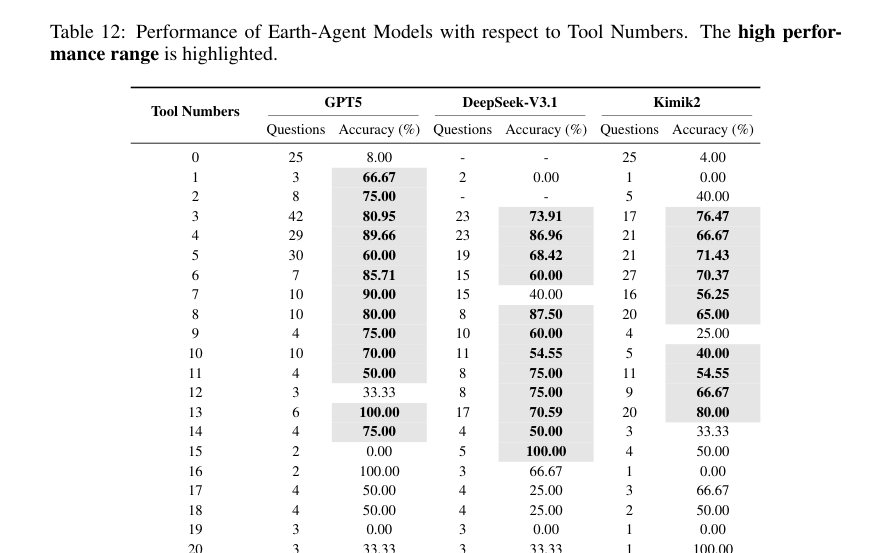 Table 12: Performance of Earth-Agent Models with respect to Tool Numbers. The high perfor-
mance range is highlighted.
Tool Numbers GPT5 DeepSeek-V3.1 Kimik2
Questions Accuracy (%) Questions Accuracy (%) Questions Accuracy (%)
0 25 8.00 - - 25 4.00
1 3 66.67 2 0.00 1 0.00
2 8 75.00 - - 5 40.00
3 42 80.95 23 73.91 17 76.47
4 29 89.66 23 86.96 21 66.67
5 30 60.00 19 68.42 21 71.43
6 7 85.71 15 60.00 27 70.37
7 10 90.00 15 40.00 16 56.25
8 10 80.00 8 87.50 20 65.00
9 4 75.00 10 60.00 4 25.00
10 10 70.00 11 54.55 5 40.00
11 4 50.00 8 75.00 11 54.55
12 3 33.33 8 75.00 9 66.67
13 6 100.00 17 70.59 20 80.00
14 4 75.00 4 50.00 3 33.33
15 2 0.00 5 100.00 4 50.00
16 2 100.00 3 66.67 1 0.00
17 4 50.00 4 25.00 3 66.67
18 4 50.00 4 25.00 2 50.00
19 3 0.00 3 0.00 1 0.00
20 3 33.33 3 33.33 1 100.00